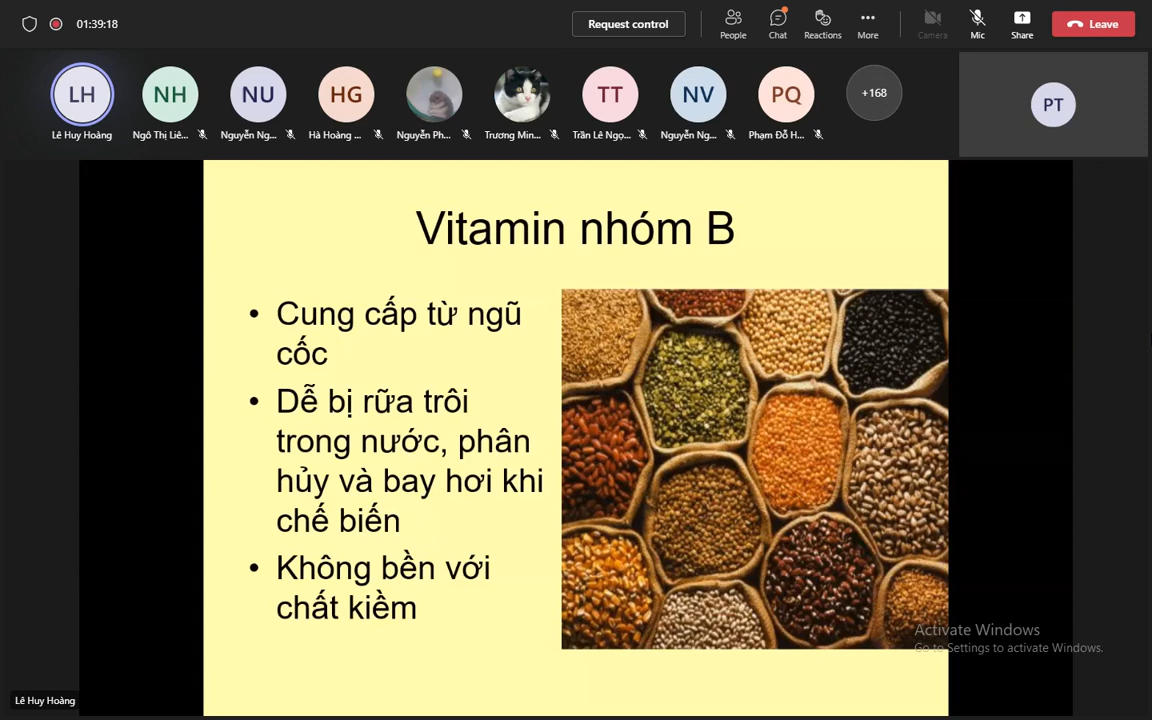 01:39:18
Request control
People
Chat
Reactions
More
Camera
Mic
Share
Leave
LH
NH
NU
HG
TT
NV
PQ
+168
PT
Lê Huy Hoàng
Ngô Thị Liê...
Nguyễn Ng...
Hà Hoàng ...
Nguyễn Ph...
Trương Min...
Trần Lê Ngọ...
Nguyễn Ng...
Phạm Đỗ H...
Vitamin nhóm B
• Cung cấp từ ngũ
cốc
• Dễ bị rữa trôi
trong nước, phân
hủy và bay hơi khi
chế biến
• Không bền với
chất kiềm
Activate Windows
Go to Settings to activate Windows.
Lê Huy Hoàng